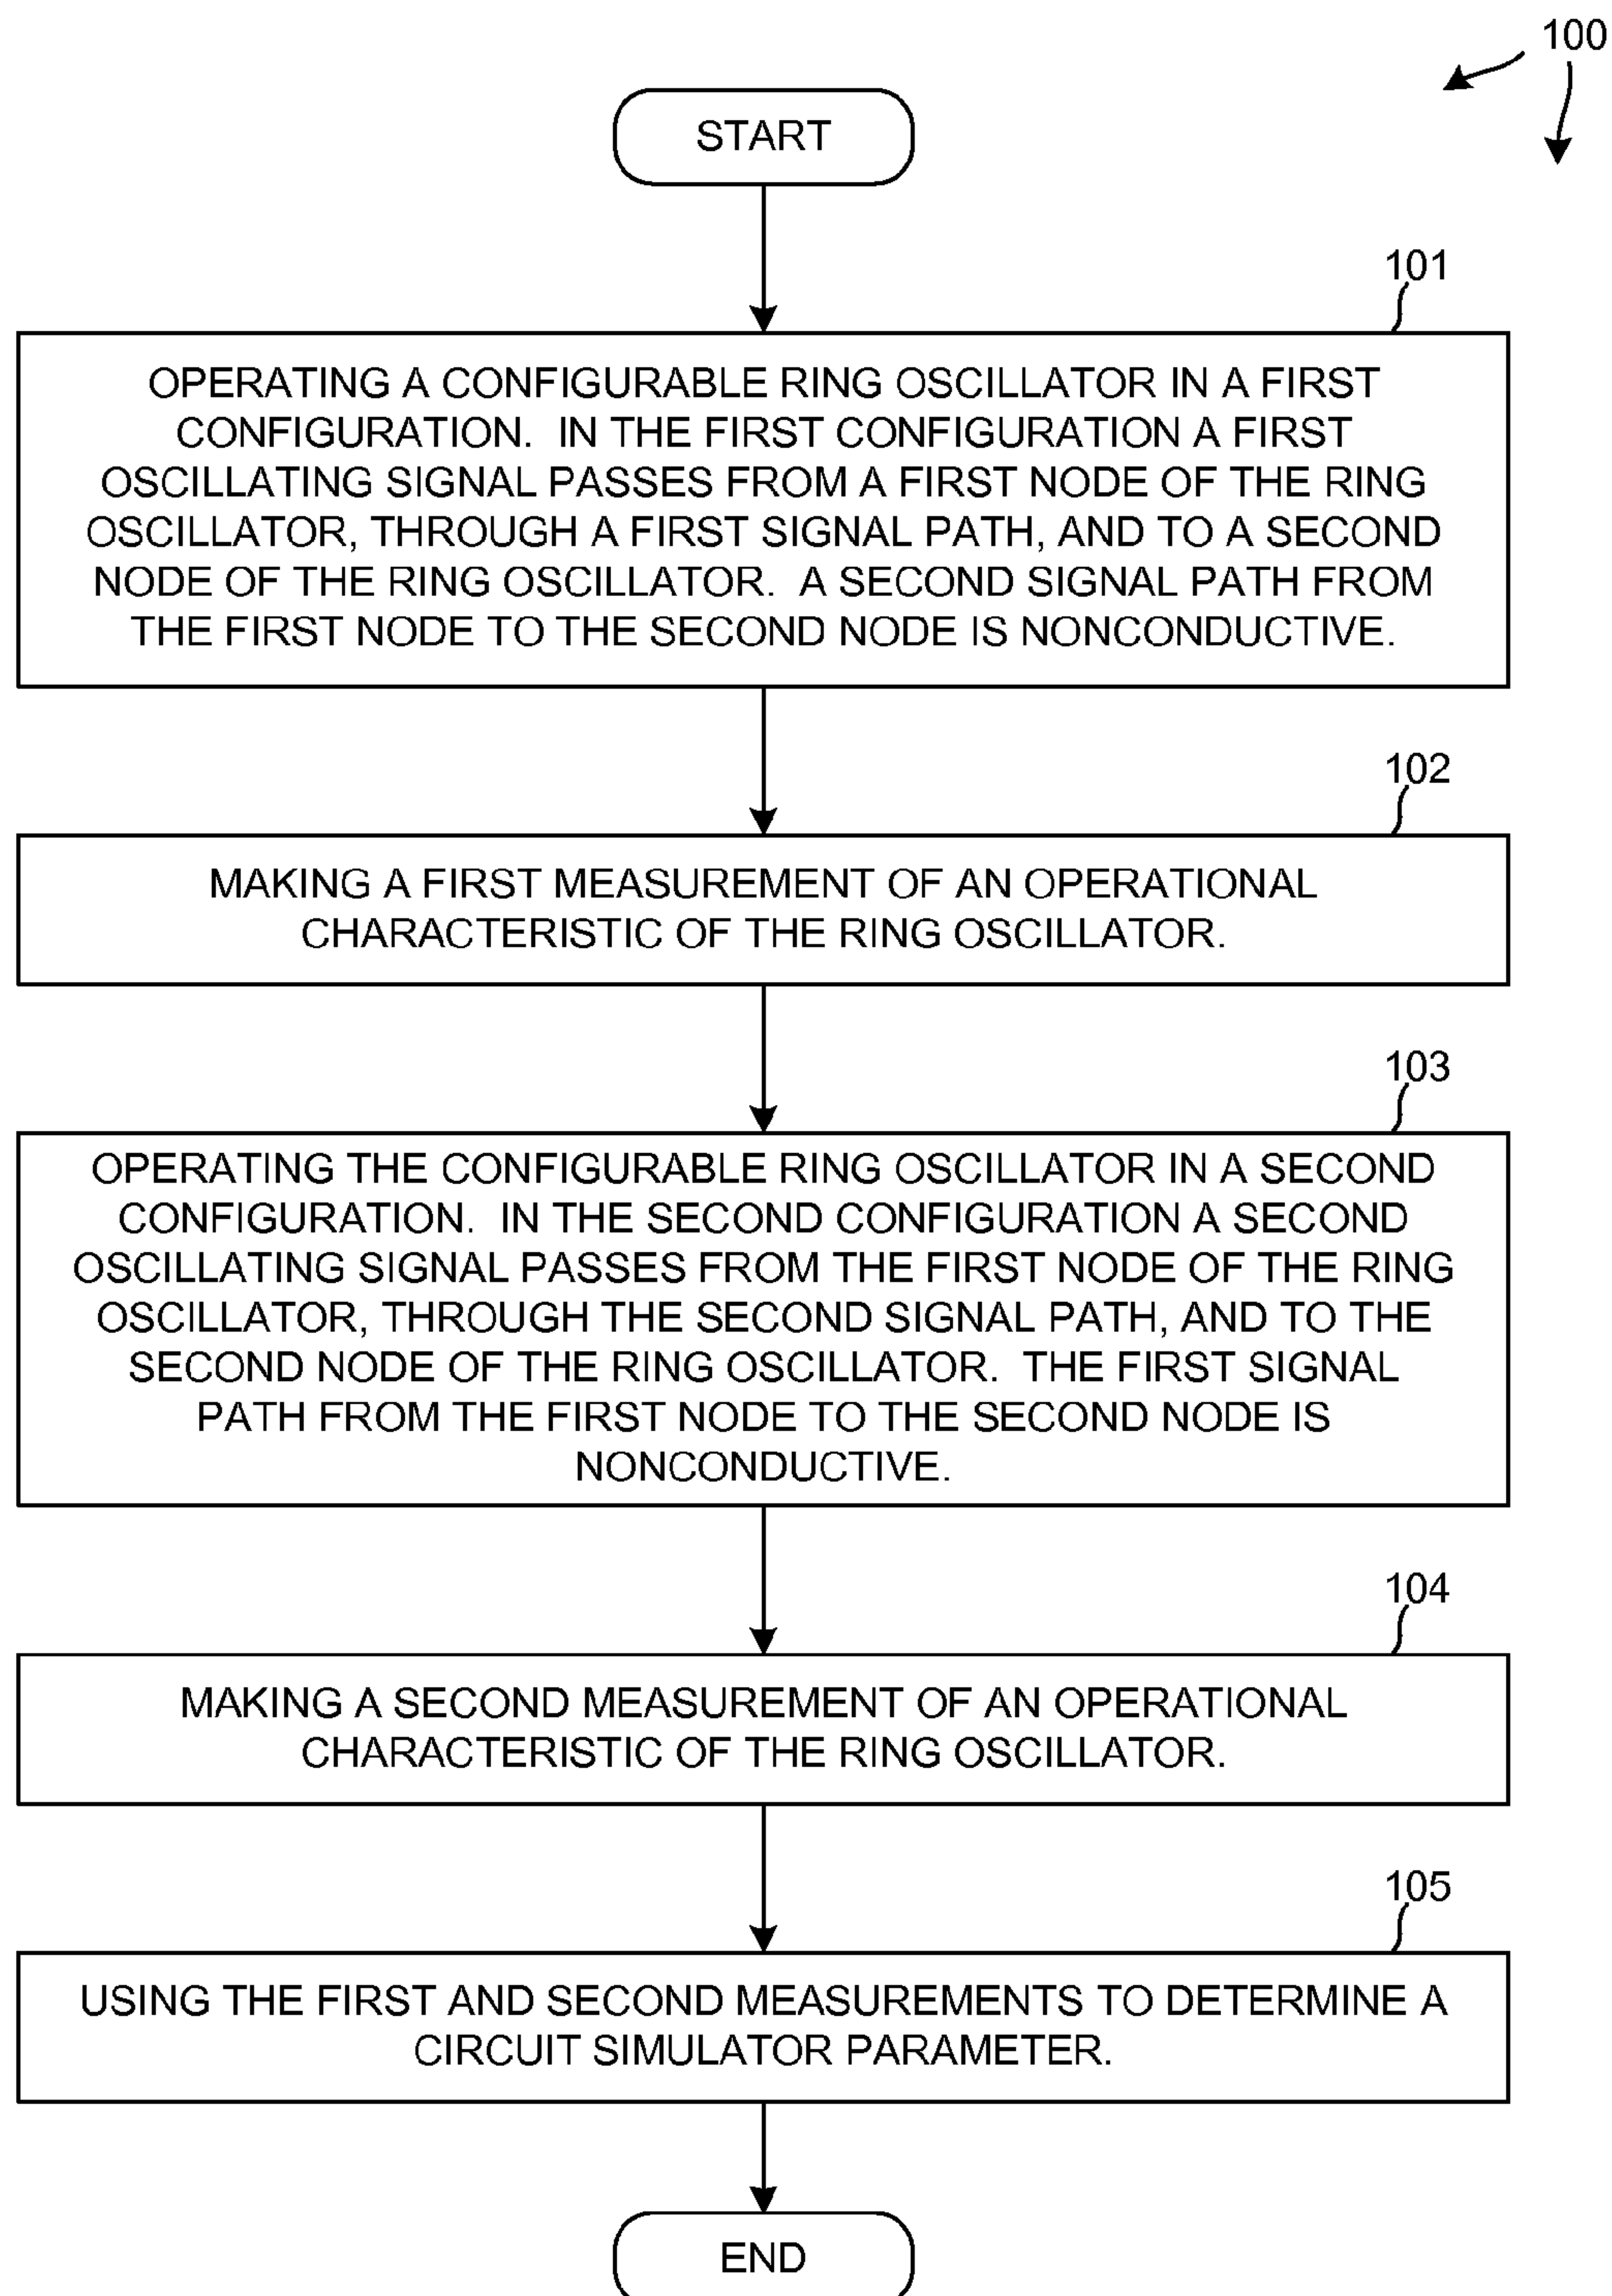 100
START
101
OPERATING A CONFIGURABLE RING OSCILLATOR IN A FIRST
CONFIGURATION. IN THE FIRST CONFIGURATION A FIRST
OSCILLATING SIGNAL PASSES FROM A FIRST NODE OF THE RING
OSCILLATOR, THROUGH A FIRST SIGNAL PATH, AND TO A SECOND
NODE OF THE RING OSCILLATOR. A SECOND SIGNAL PATH FROM
THE FIRST NODE TO THE SECOND NODE IS NONCONDUCTIVE.
102
MAKING A FIRST MEASUREMENT OF AN OPERATIONAL
CHARACTERISTIC OF THE RING OSCILLATOR.
103
OPERATING THE CONFIGURABLE RING OSCILLATOR IN A SECOND
CONFIGURATION. IN THE SECOND CONFIGURATION A SECOND
OSCILLATING SIGNAL PASSES FROM THE FIRST NODE OF THE RING
OSCILLATOR, THROUGH THE SECOND SIGNAL PATH, AND TO THE
SECOND NODE OF THE RING OSCILLATOR. THE FIRST SIGNAL
PATH FROM THE FIRST NODE TO THE SECOND NODE IS
NONCONDUCTIVE.
104
MAKING A SECOND MEASUREMENT OF AN OPERATIONAL
CHARACTERISTIC OF THE RING OSCILLATOR.
105
USING THE FIRST AND SECOND MEASUREMENTS TO DETERMINE A
CIRCUIT SIMULATOR PARAMETER.
END